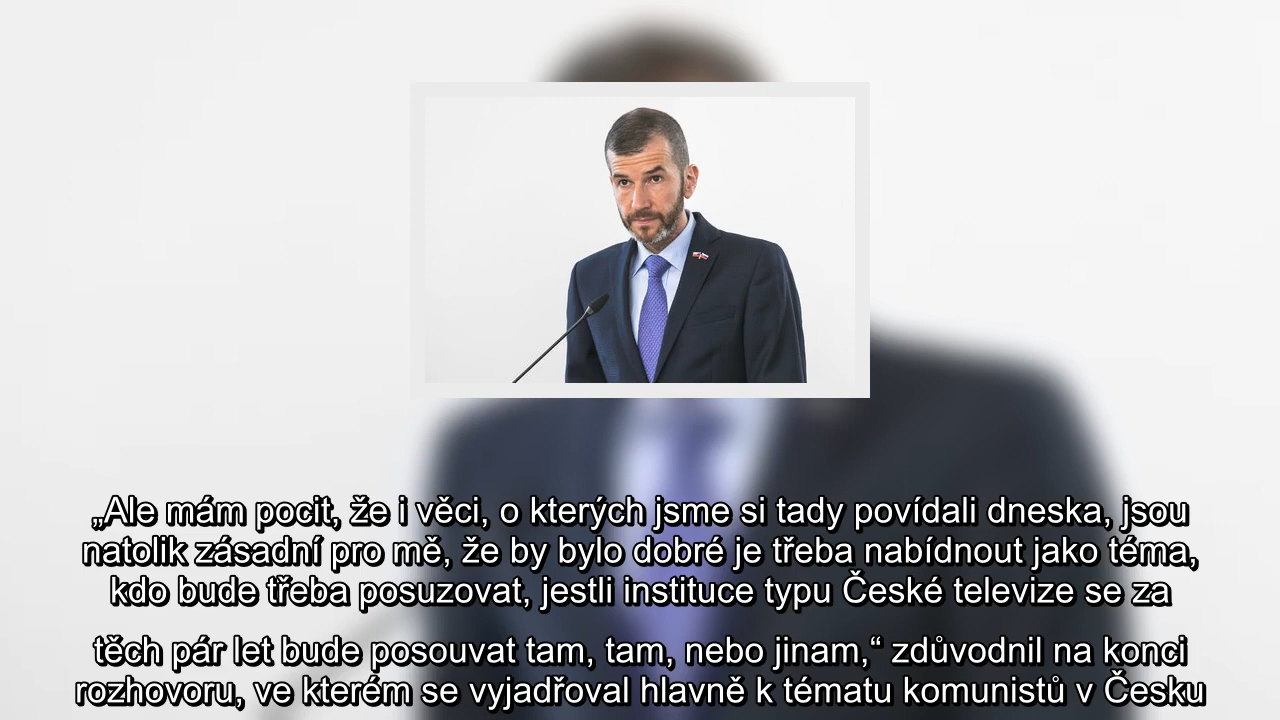 „Ale mám pocit, že i věci, o kterých jsme si tady povídali dneska, jsou
natolik zásadní pro mě, že by bylo dobré je třeba nabídnout jako téma,
kdo bude třeba posuzovat, jestli instituce typu České televize se za
těch pár let bude posouvat tam, tam, nebo jinam,“ zdůvodnil na konci
rozhovoru, ve kterém se vyjadřoval hlavně k tématu komunistů v Česku